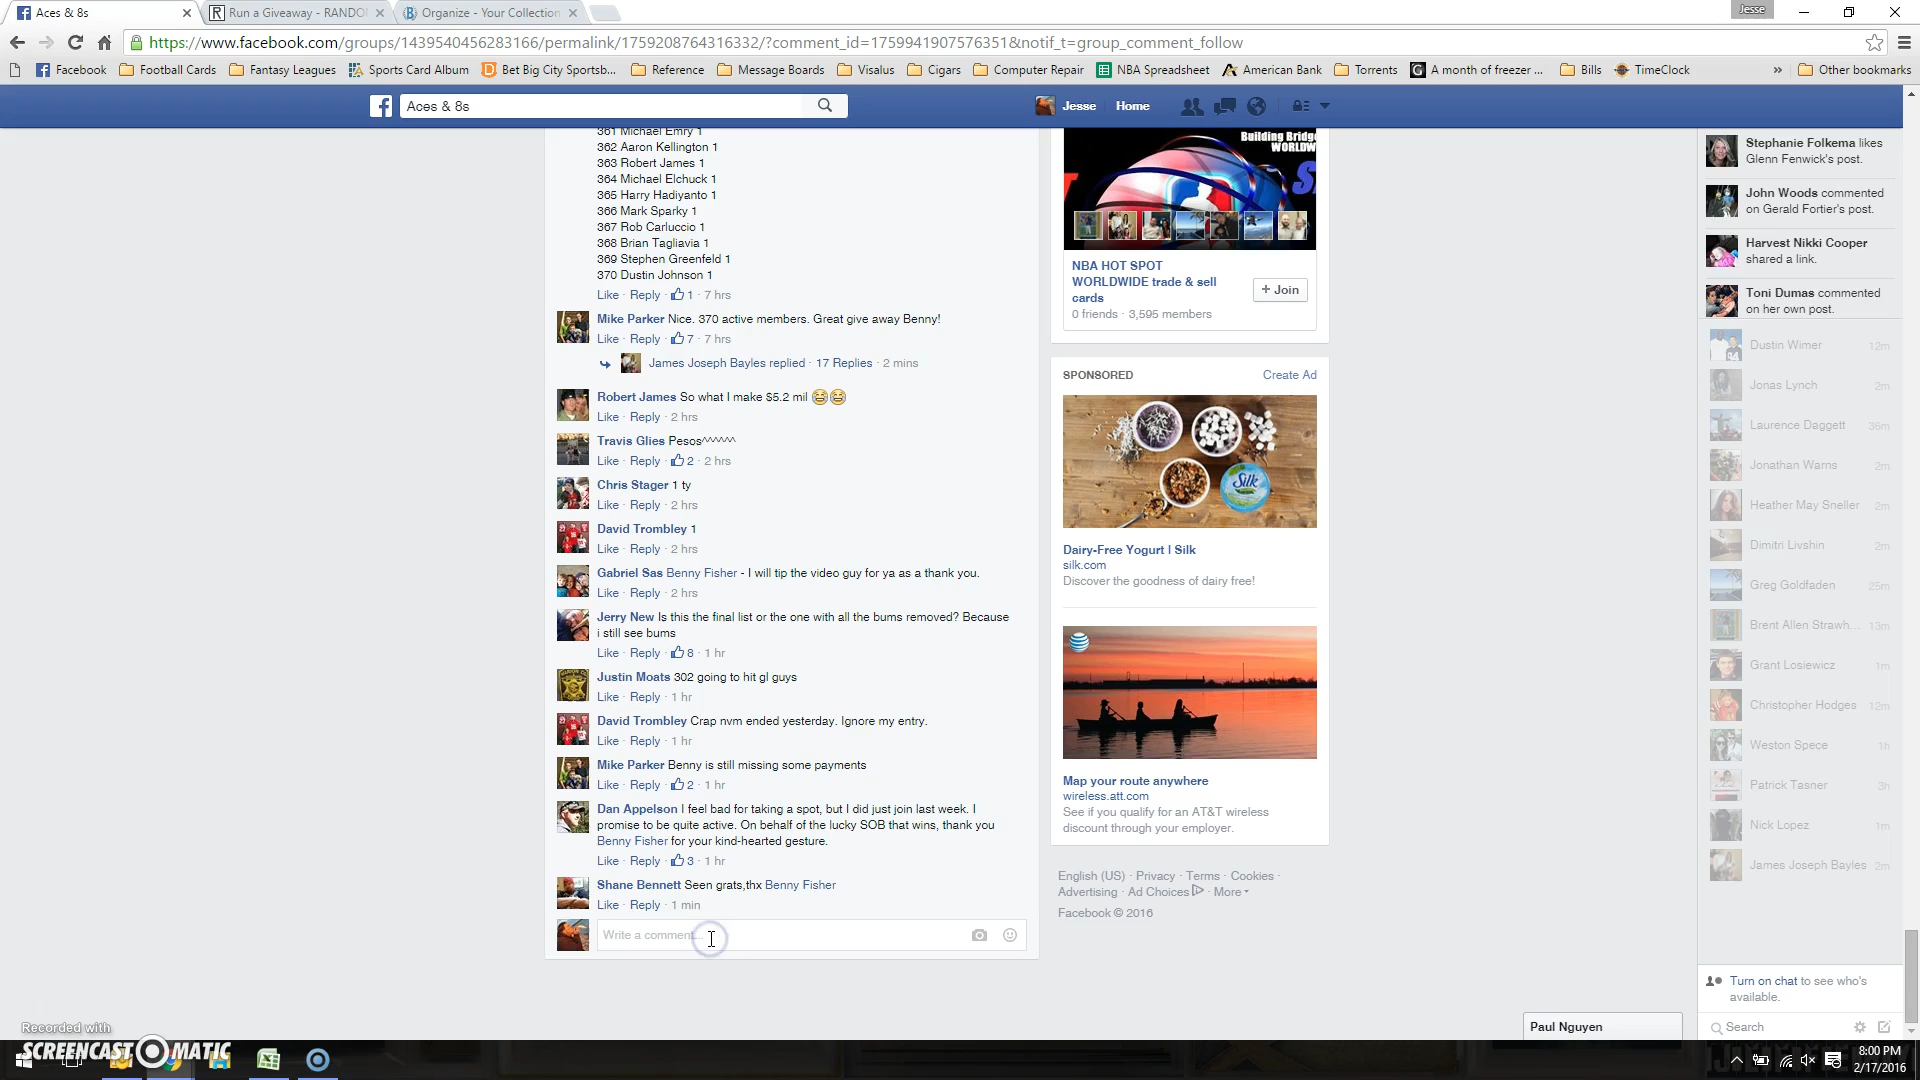 Aces & 8s
Run a Giveaway - RANDO
Organize - Your Collection
Jesse
https://www.facebook.com/groups/1439540456283166/permalink/1759208764316332/?comment_id=1759941907576351&notif_t=group_comment_follow
Facebook Football Cards Fantasy Leagues Sports Card Album Bet Big City Sportsb... Reference Message Boards Visalus Cigars Computer Repair NBA Spreadsheet American Bank Torrents A month of freezer ... Bills TimeClock » Other bookmarks
Aces & 8s
Jesse Home
361 Michael Emry 1
362 Aaron Kellington 1
363 Robert James 1
364 Michael Elchuck 1
365 Harry Hadiyanto 1
366 Mark Sparky 1
367 Rob Carluccio 1
368 Brian Tagliavia 1
369 Stephen Greenfeld 1
370 Dustin Johnson 1
Like · Reply · 1 · 7 hrs
Mike Parker Nice. 370 active members. Great give away Benny!
Like · Reply · 7 · 7 hrs
James Joseph Bayles replied · 17 Replies · 2 mins
Robert James So what I make $5.2 mil 😂😂
Like · Reply · 2 hrs
Travis Glies Pesos^^^^^^
Like · Reply · 2 · 2 hrs
Chris Stager 1 ty
Like · Reply · 2 hrs
David Trombley 1
Like · Reply · 2 hrs
Gabriel Sas Benny Fisher - I will tip the video guy for ya as a thank you.
Like · Reply · 2 hrs
Jerry New Is this the final list or the one with all the bums removed? Because
i still see bums
Like · Reply · 8 · 1 hr
Justin Moats 302 going to hit gl guys
Like · Reply · 1 hr
David Trombley Crap nvm ended yesterday. Ignore my entry.
Like · Reply · 1 hr
Mike Parker Benny is still missing some payments
Like · Reply · 2 · 1 hr
Dan Appelson I feel bad for taking a spot, but I did just join last week. I
promise to be quite active. On behalf of the lucky SOB that wins, thank you
Benny Fisher for your kind-hearted gesture.
Like · Reply · 3 · 1 hr
Shane Bennett Seen grats,thx Benny Fisher
Like · Reply · 1 min
Write a comment...
Building Bridg
WORLDW
NBA HOT SPOT
WORLDWIDE trade & sell
cards
0 friends · 3,595 members
+ Join
SPONSORED Create Ad
Silk
Dairy-Free Yogurt | Silk
silk.com
Discover the goodness of dairy free!
Map your route anywhere
wireless.att.com
See if you qualify for an AT&T wireless
discount through your employer.
English (US) · Privacy · Terms · Cookies ·
Advertising · Ad Choices · More
Facebook © 2016
Stephanie Folkema likes
Glenn Fenwick's post.
John Woods commented
on Gerald Fortier's post.
Harvest Nikki Cooper
shared a link.
Toni Dumas commented
on her own post.
Dustin Wimer 12m
Jonas Lynch 2m
Laurence Daggett 36m
Jonathan Warns 2m
Heather May Sneller 2m
Dimitri Livshin 2m
Greg Goldfaden 25m
Brent Allen Strawh... 13m
Grant Losiewicz 1m
Christopher Hodges 12m
Weston Spece 1h
Patrick Tasner 3h
Nick Lopez 1m
James Joseph Bayles 2m
Turn on chat to see who's
available.
Search
Paul Nguyen
Recorded with
SCREENCAST-O-MATIC
8:00 PM
2/17/2016